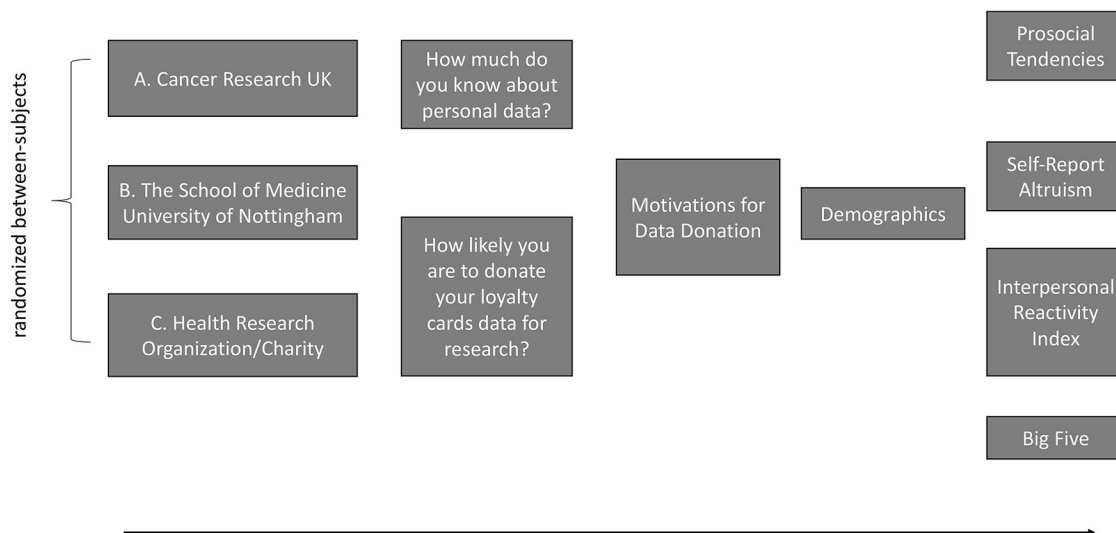 randomized between-subjects
A. Cancer Research UK
B. The School of Medicine
University of Nottingham
C. Health Research
Organization/Charity
How much do
you know about
personal data?
How likely you
are to donate
your loyalty
cards data for
research?
Motivations for
Data Donation
Demographics
Prosocial
Tendencies
Self-Report
Altruism
Interpersonal
Reactivity
Index
Big Five